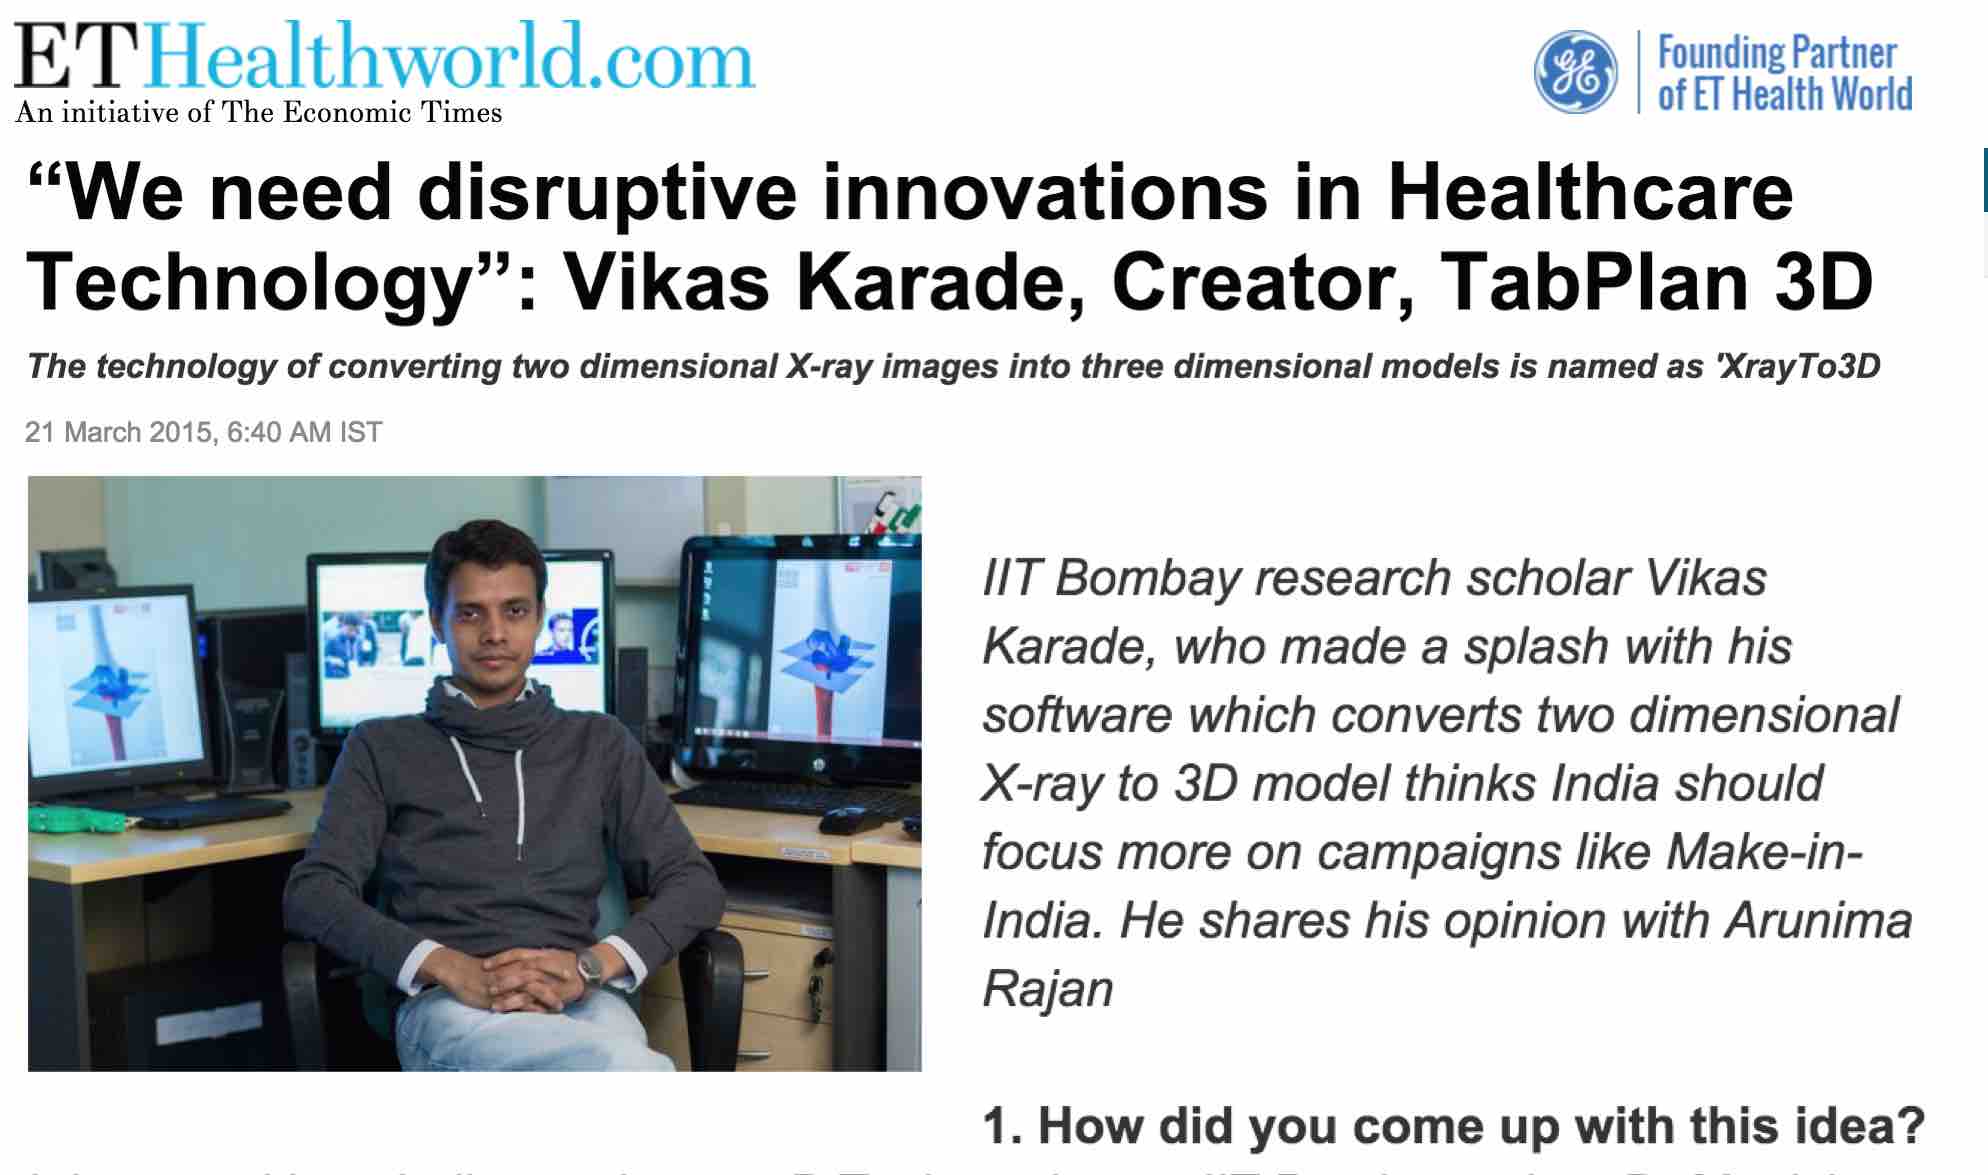 ETHealthworld.com
An initiative of The Economic Times
GE
Founding Partner
of ET Health World
“We need disruptive innovations in Healthcare
Technology”: Vikas Karade, Creator, TabPlan 3D
The technology of converting two dimensional X-ray images into three dimensional models is named as 'XrayTo3D
21 March 2015, 6:40 AM IST
IIT Bombay research scholar Vikas
Karade, who made a splash with his
software which converts two dimensional
X-ray to 3D model thinks India should
focus more on campaigns like Make-in-
India. He shares his opinion with Arunima
Rajan
1. How did you come up with this idea?